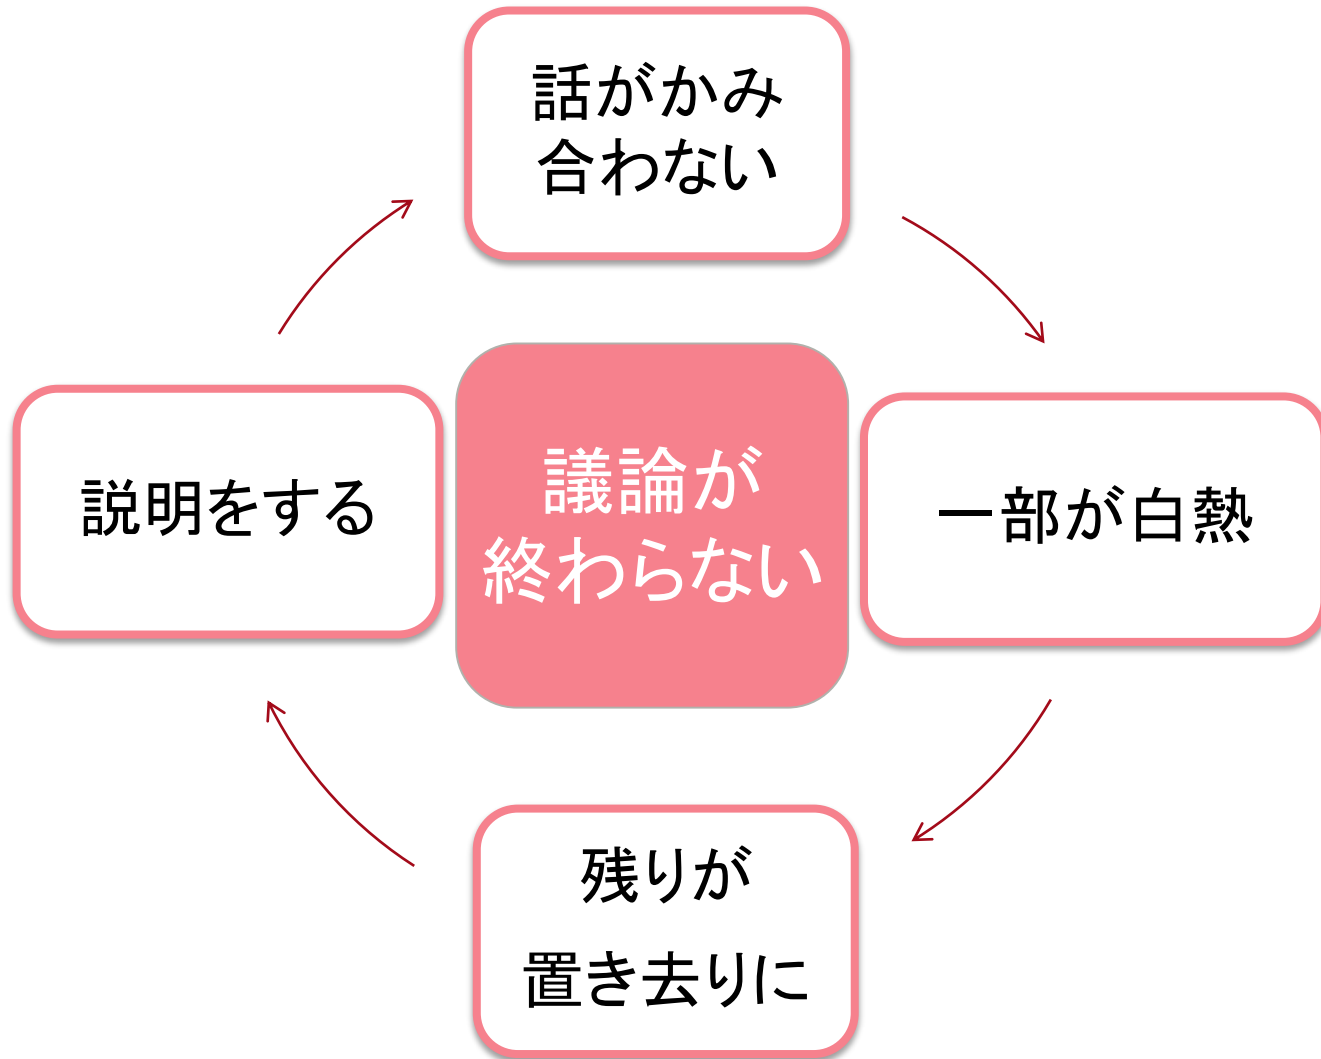 話がかみ
合わない
説明をする
議論が
終わらない
一部が白熱
残りが
置き去りに